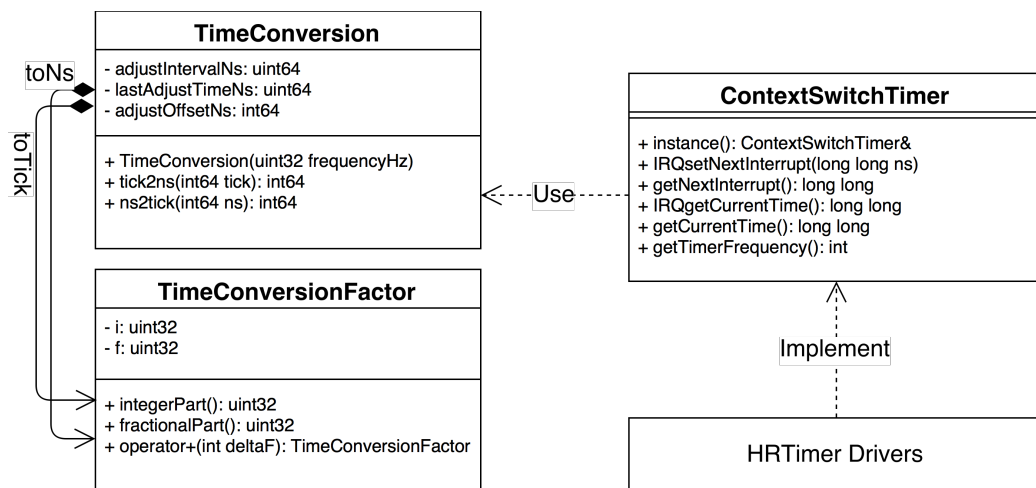 TimeConversion
- adjustIntervalNs: uint64
- lastAdjustTimeNs: uint64
- adjustOffsetNs: int64
+ TimeConversion(uint32 frequencyHz)
+ tick2ns(int64 tick): int64
+ ns2tick(int64 ns): int64
toNs
toTick
TimeConversionFactor
- i: uint32
- f: uint32
+ integerPart(): uint32
+ fractionalPart(): uint32
+ operator+(int deltaF): TimeConversionFactor
Use
ContextSwitchTimer
+ instance(): ContextSwitchTimer&
+ IRQsetNextInterrupt(long long ns)
+ getNextInterrupt(): long long
+ IRQgetCurrentTime(): long long
+ getCurrentTime(): long long
+ getTimerFrequency(): int
Implement
HRTimer Drivers